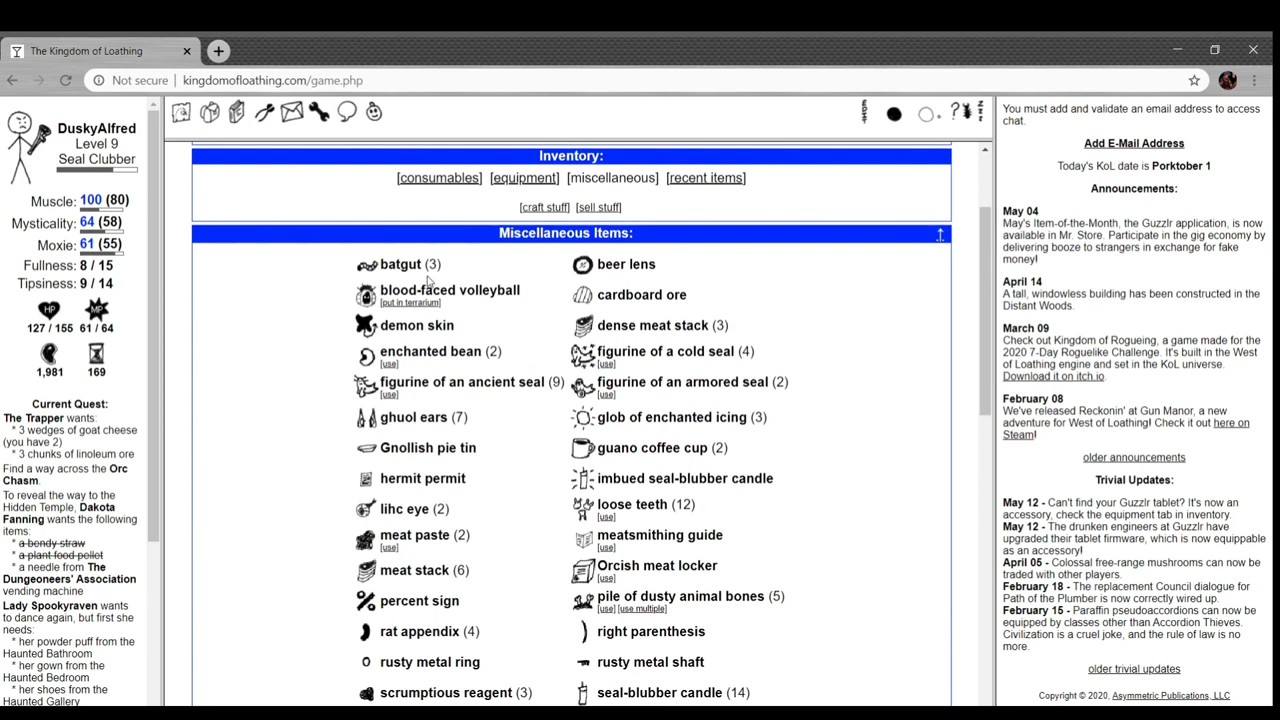 The Kingdom of Loathing
Not secure | kingdomofloathing.com/game.php
DuskyAlfred
Level 9
Seal Clubber
Muscle: 100 (80)
Mysticality: 64 (58)
Moxie: 61 (55)
Fullness: 8 / 15
Tipsiness: 9 / 14
HP MP
127 / 155 61 / 64
1,981 169
Current Quest:
The Trapper wants:
* 3 wedges of goat cheese
(you have 2)
* 3 chunks of linoleum ore
Find a way across the Orc
Chasm.
To reveal the way to the
Hidden Temple, Dakota
Fanning wants the following
items:
* a bendy straw
* a plant food pellet
* a needle from The
Dungeoneers' Association
vending machine
Lady Spookyraven wants
to dance again, but first she
needs:
* her powder puff from the
Haunted Bathroom
* her gown from the
Haunted Bedroom
* her shoes from the
Haunted Gallery
Inventory:
[consumables] [equipment] [miscellaneous] [recent items]
[craft stuff] [sell stuff]
Miscellaneous Items:
batgut (3) beer lens
blood-faced volleyball cardboard ore
[put in terrarium]
demon skin dense meat stack (3)
enchanted bean (2) figurine of a cold seal (4)
[use] [use]
figurine of an ancient seal (9) figurine of an armored seal (2)
[use] [use]
ghuol ears (7) glob of enchanted icing (3)
Gnollish pie tin guano coffee cup (2)
hermit permit imbued seal-blubber candle
lihc eye (2) loose teeth (12)
[use]
meat paste (2) meatsmithing guide
[use] [use]
meat stack (6) Orcish meat locker
[use]
percent sign pile of dusty animal bones (5)
[use] [use multiple]
rat appendix (4) right parenthesis
rusty metal ring rusty metal shaft
scrumptious reagent (3) seal-blubber candle (14)
You must add and validate an email address to access
chat.
Add E-Mail Address
Today's KoL date is Porktober 1
Announcements:
May 04
May's Item-of-the-Month, the Guzzlr application, is now
available in Mr. Store. Participate in the gig economy by
delivering booze to strangers in exchange for fake
money!
April 14
A tall, windowless building has been constructed in the
Distant Woods.
March 09
Check out Kingdom of Rogueing, a game made for the
2020 7-Day Roguelike Challenge. It's built in the West
of Loathing engine and set in the KoL universe.
Download it on itch io.
February 08
We've released Reckonin' at Gun Manor, a new
adventure for West of Loathing! Check it out here on
Steam!
older announcements
Trivial Updates:
May 12 - Can't find your Guzzlr tablet? It's now an
accessory, check the equipment tab in inventory.
May 12 - The drunken engineers at Guzzlr have
upgraded their tablet firmware, which is now equippable
as an accessory!
April 05 - Colossal free-range mushrooms can now be
traded with other players.
February 18 - The replacement Council dialogue for
Path of the Plumber is now correctly wired up.
February 15 - Paraffin pseudoaccordions can now be
equipped by classes other than Accordion Thieves.
Civilization is a cruel joke, and the rule of law is no
more.
older trivial updates
Copyright © 2020, Asymmetric Publications, LLC